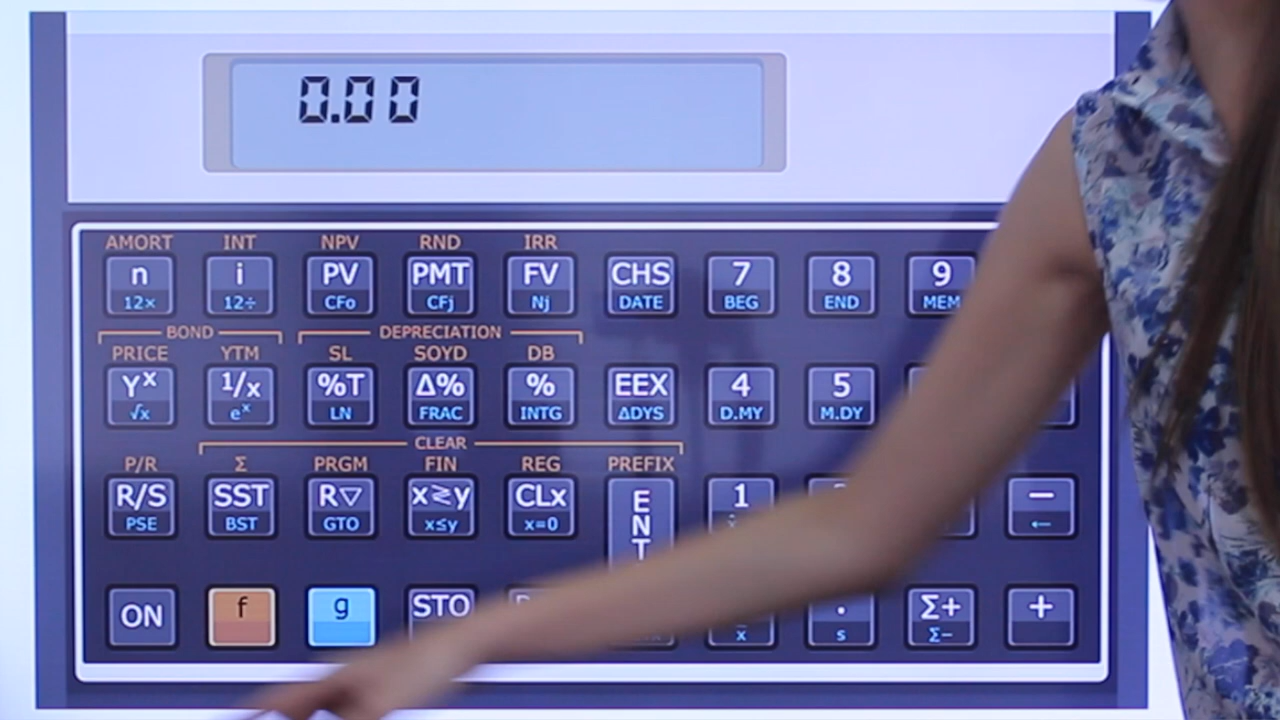 0.00
AMORT INT NPV RND IRR
n i PV PMT FV CHS 7 8 9
12× 12÷ CFo CFj Nj DATE BEG END MEM
BOND DEPRECIATION
PRICE YTM SL SOYD DB
Yˣ 1/x %T Δ% % EEX 4 5
√x eˣ LN FRAC INTG ΔDYS D.MY M.DY
CLEAR
P/R Σ PRGM FIN REG PREFIX
R/S SST R▽ x≷y CLx ENT 1 −
PSE BST GTO x≤y x=0 ←
ON f g STO . Σ+ +
x̄ s Σ−